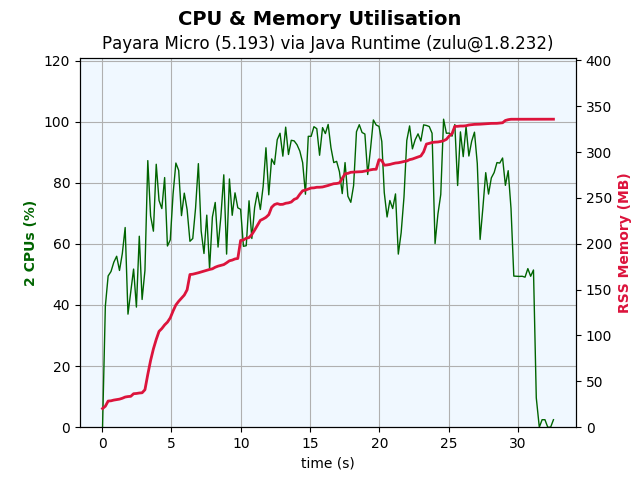 CPU & Memory Utilisation
Payara Micro (5.193) via Java Runtime (zulu@1.8.232)
2 CPUs (%)
120
100
80
60
40
20
0
400
350
300
250
200
150
100
50
0
RSS Memory (MB)
0 5 10 15 20 25 30
time (s)